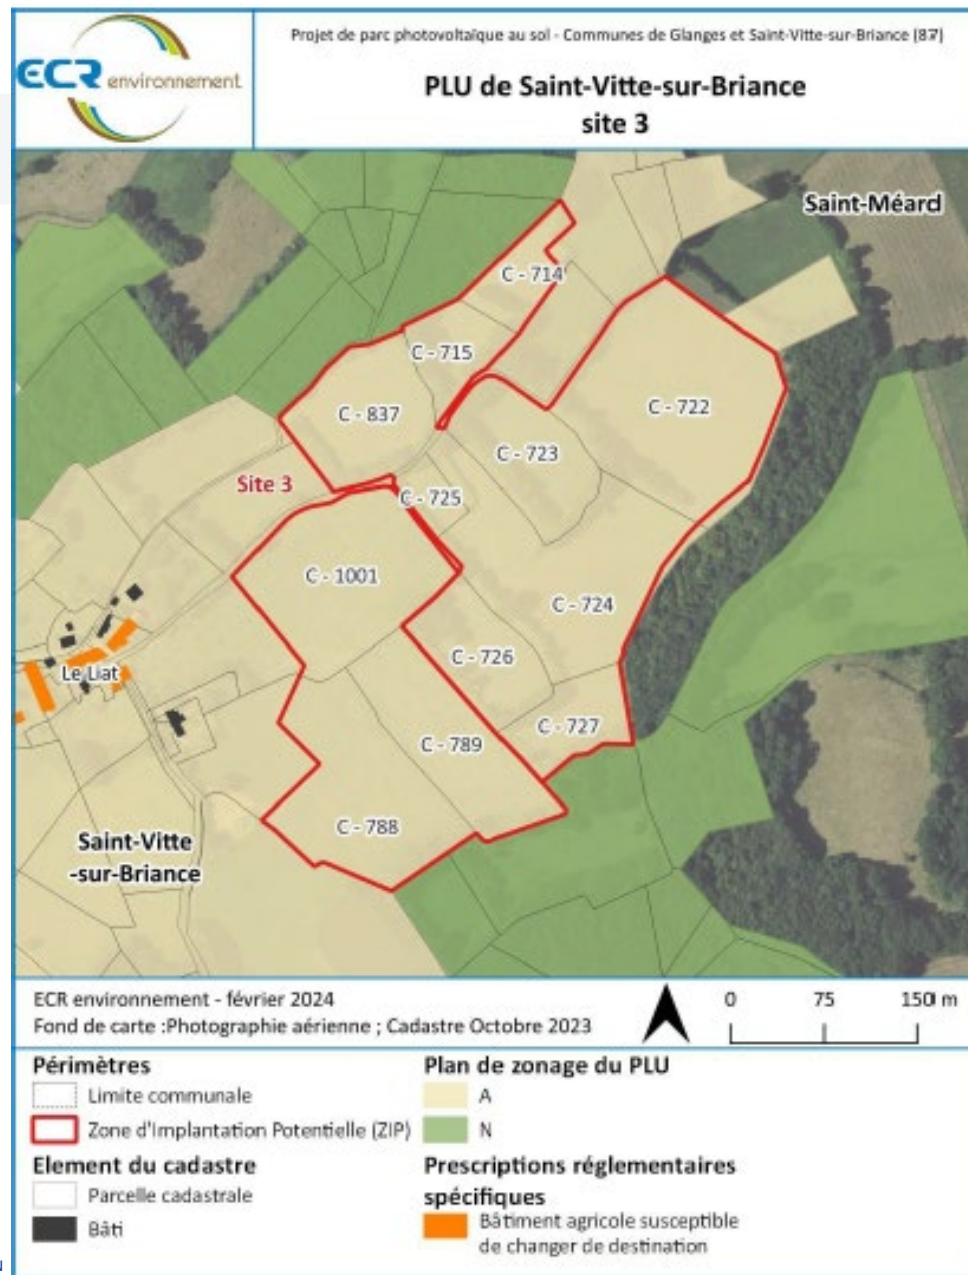 ECR environnement
Projet de parc photovoltaïque au sol - Communes de Glanges et Saint-Vitte-sur-Briance (87)
PLU de Saint-Vitte-sur-Briance
site 3
Saint-Méard
C - 714
C - 715
C - 837
C - 722
C - 723
Site 3
C - 725
C - 1001
C - 724
C - 726
Le Liat
C - 727
C - 789
C - 788
Saint-Vitte
-sur-Briance
ECR environnement - février 2024
Fond de carte :Photographie aérienne ; Cadastre Octobre 2023
0 75 150 m
Périmètres
Limite communale
Zone d'Implantation Potentielle (ZIP)
Element du cadastre
Parcelle cadastrale
Bâti
Plan de zonage du PLU
A
N
Prescriptions réglementaires
spécifiques
Bâtiment agricole susceptible
de changer de destination